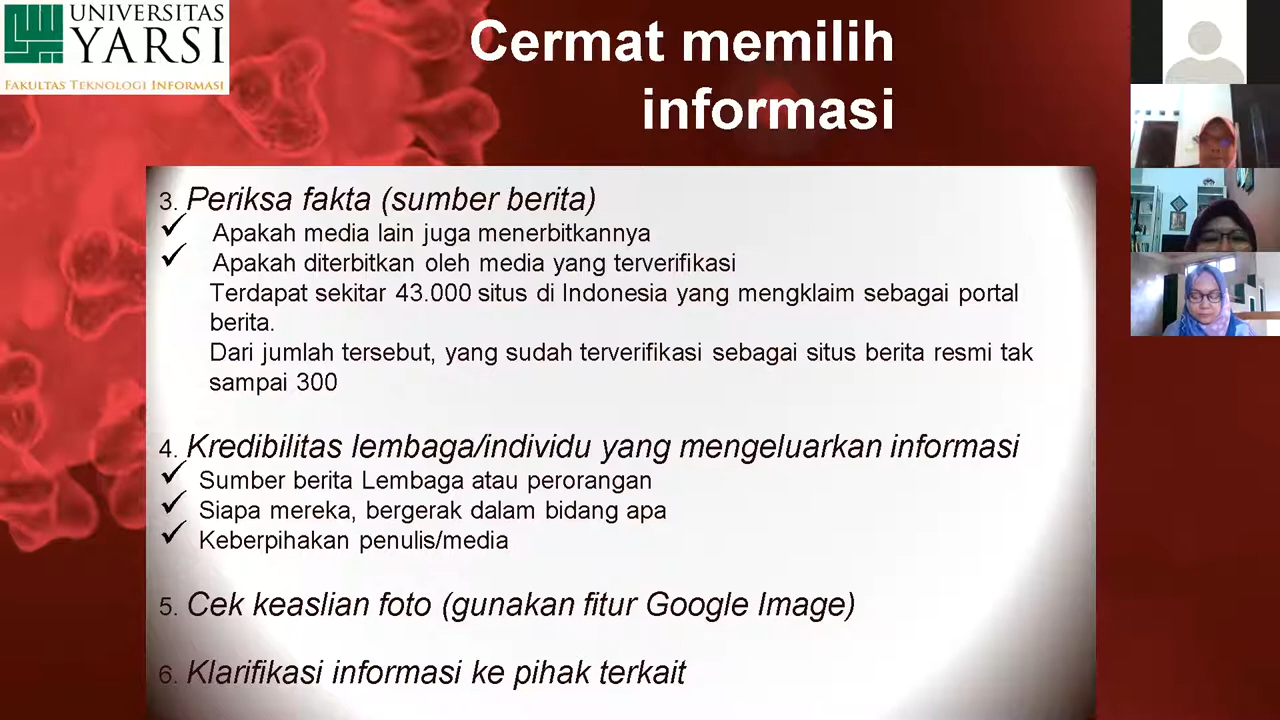 UNIVERSITAS
YARSI
FAKULTAS TEKNOLOGI INFORMASI
Cermat memilih
informasi
3. Periksa fakta (sumber berita)
✓ Apakah media lain juga menerbitkannya
✓ Apakah diterbitkan oleh media yang terverifikasi
Terdapat sekitar 43.000 situs di Indonesia yang mengklaim sebagai portal
berita.
Dari jumlah tersebut, yang sudah terverifikasi sebagai situs berita resmi tak
sampai 300
4. Kredibilitas lembaga/individu yang mengeluarkan informasi
✓ Sumber berita Lembaga atau perorangan
✓ Siapa mereka, bergerak dalam bidang apa
✓ Keberpihakan penulis/media
5. Cek keaslian foto (gunakan fitur Google Image)
6. Klarifikasi informasi ke pihak terkait